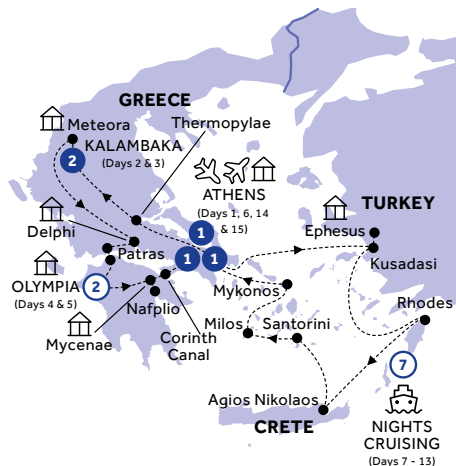 GREECE
Meteora
Thermopylae
KALAMBAKA
(Days 2 & 3)
2
ATHENS
(Days 1, 6, 14
& 15)
TURKEY
Ephesus
Delphi
1
Patras
Kusadasi
1
1
OLYMPIA
(Days 4 & 5)
2
Mykonos
Rhodes
Nafplio
Milos
Santorini
Mycenae
Corinth
Canal
7
Agios Nikolaos
NIGHTS
CRUISING
(Days 7 - 13)
CRETE